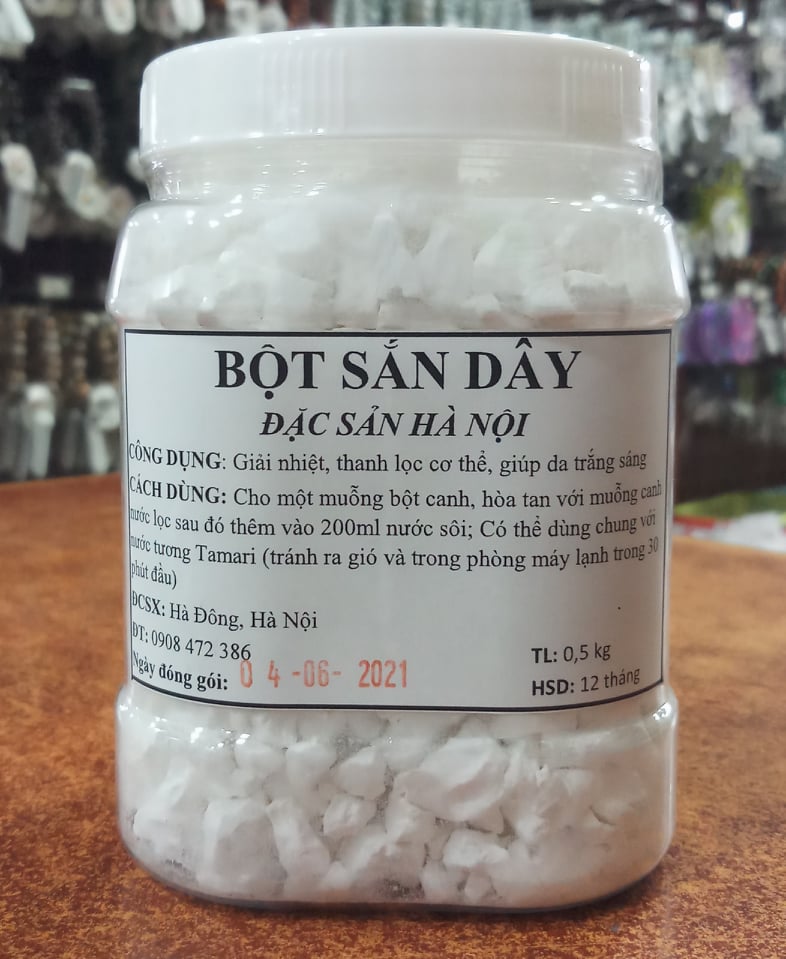 BỘT SẮN DÂY
ĐẶC SẢN HÀ NỘI
CÔNG DỤNG: Giải nhiệt, thanh lọc cơ thể, giúp da trắng sáng
CÁCH DÙNG: Cho một muỗng bột canh, hòa tan với muỗng canh
nước lọc sau đó thêm vào 200ml nước sôi; Có thể dùng chung với
nước tương Tamari (tránh ra gió và trong phòng máy lạnh trong 30
phút đầu)
ĐCSX: Hà Đông, Hà Nội
ĐT: 0908 472 386
TL: 0,5 kg
Ngày đóng gói: 04-06-2021
HSD: 12 tháng